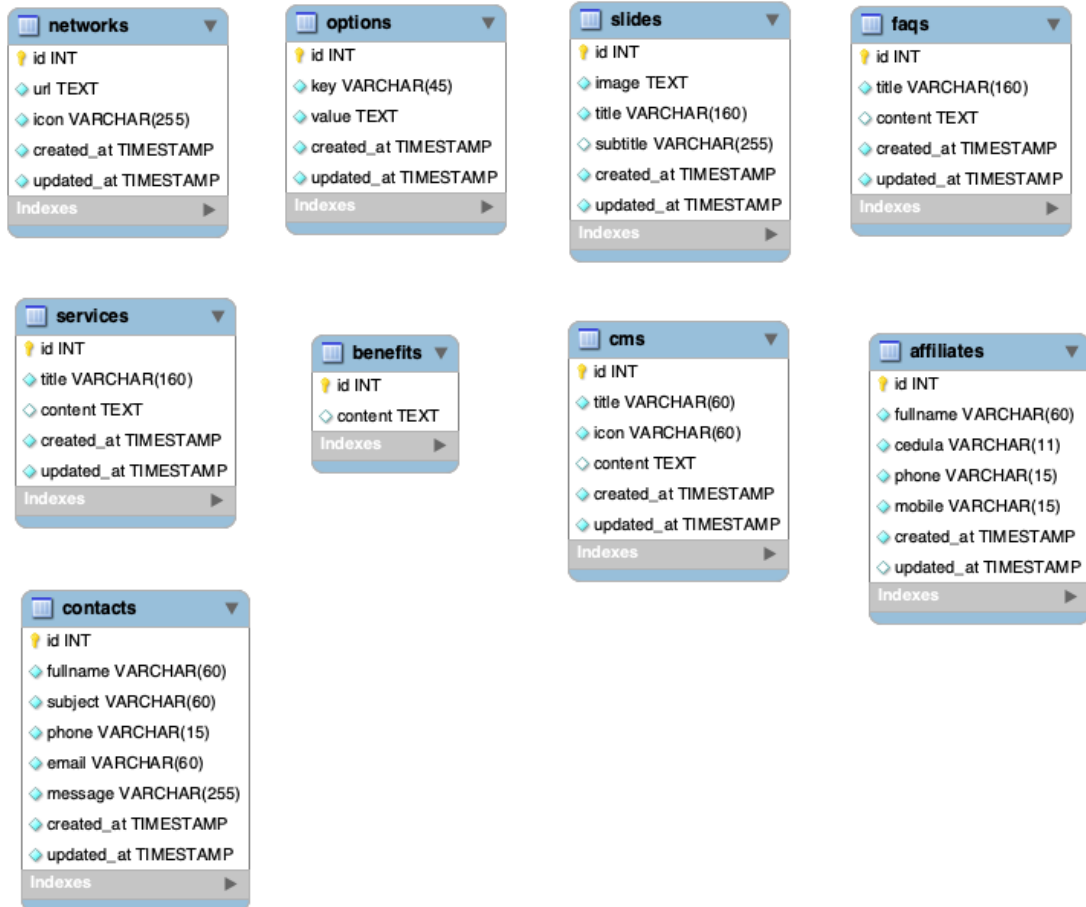 networks
id INT
url TEXT
icon VARCHAR(255)
created_at TIMESTAMP
updated_at TIMESTAMP
Indexes
options
id INT
key VARCHAR(45)
value TEXT
created_at TIMESTAMP
updated_at TIMESTAMP
Indexes
slides
id INT
image TEXT
title VARCHAR(160)
subtitle VARCHAR(255)
created_at TIMESTAMP
updated_at TIMESTAMP
Indexes
faqs
id INT
title VARCHAR(160)
content TEXT
created_at TIMESTAMP
updated_at TIMESTAMP
Indexes
services
id INT
title VARCHAR(160)
content TEXT
created_at TIMESTAMP
updated_at TIMESTAMP
Indexes
benefits
id INT
content TEXT
Indexes
cms
id INT
title VARCHAR(60)
icon VARCHAR(60)
content TEXT
created_at TIMESTAMP
updated_at TIMESTAMP
Indexes
affiliates
id INT
fullname VARCHAR(60)
cedula VARCHAR(11)
phone VARCHAR(15)
mobile VARCHAR(15)
created_at TIMESTAMP
updated_at TIMESTAMP
Indexes
contacts
id INT
fullname VARCHAR(60)
subject VARCHAR(60)
phone VARCHAR(15)
email VARCHAR(60)
message VARCHAR(255)
created_at TIMESTAMP
updated_at TIMESTAMP
Indexes